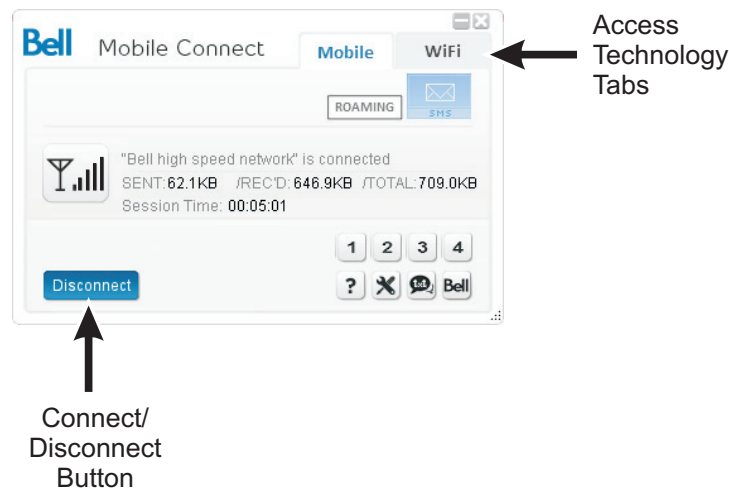 Bell Mobile Connect
Mobile
WiFi
Access
Technology
Tabs
ROAMING
SMS
"Bell high speed network" is connected
SENT:62.1KB /REC'D:646.9KB /TOTAL:709.0KB
Session Time: 00:05:01
1 2 3 4
Disconnect
? Bell
Connect/
Disconnect
Button